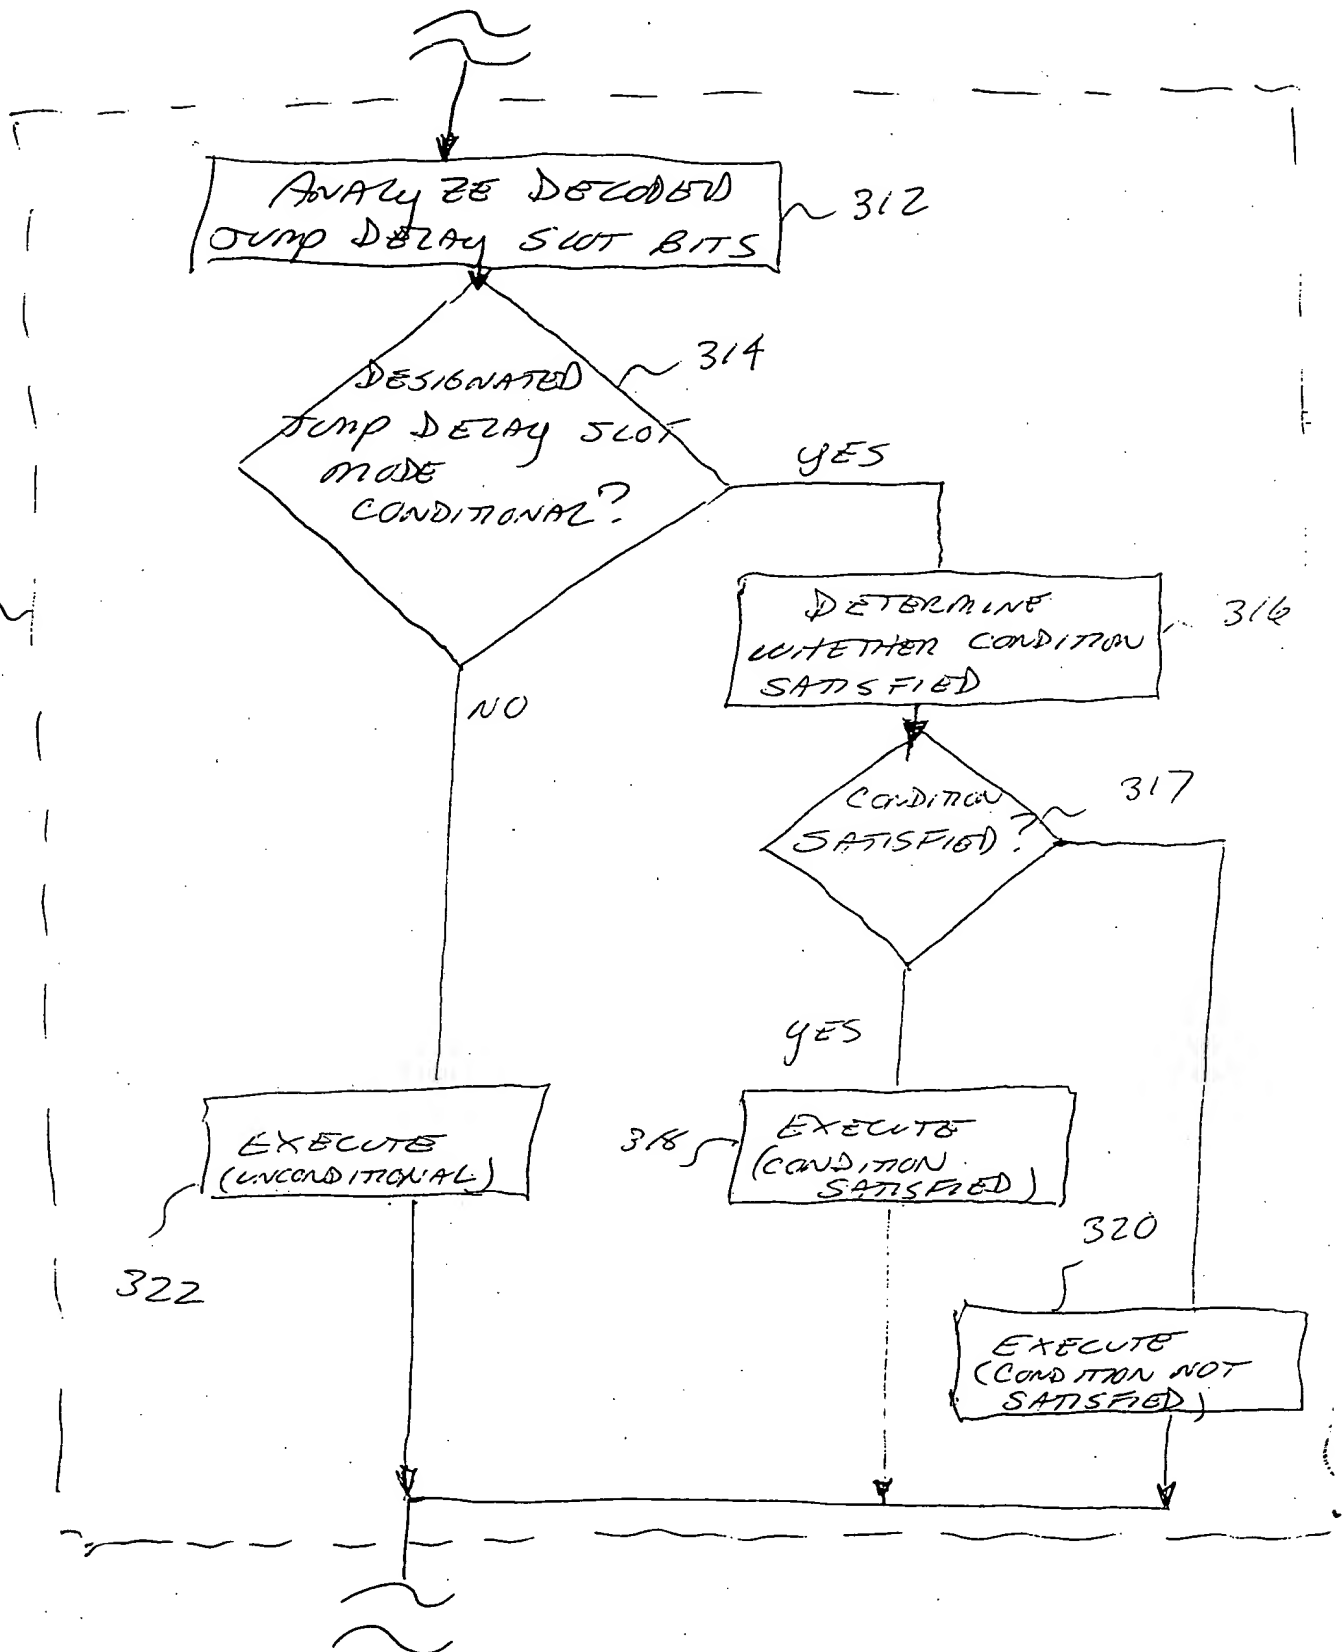 ANALYZE DECODED
JUMP DELAY SLOT BITS
312
DESIGNATED
JUMP DELAY SLOT
MODE
CONDITIONAL?
314
YES
NO
DETERMINE
WHETHER CONDITION
SATISFIED
316
CONDITION
SATISFIED?
317
YES
EXECUTE
(UNCONDITIONAL)
322
318
EXECUTE
(CONDITION
SATISFIED)
320
EXECUTE
(CONDITION NOT
SATISFIED)